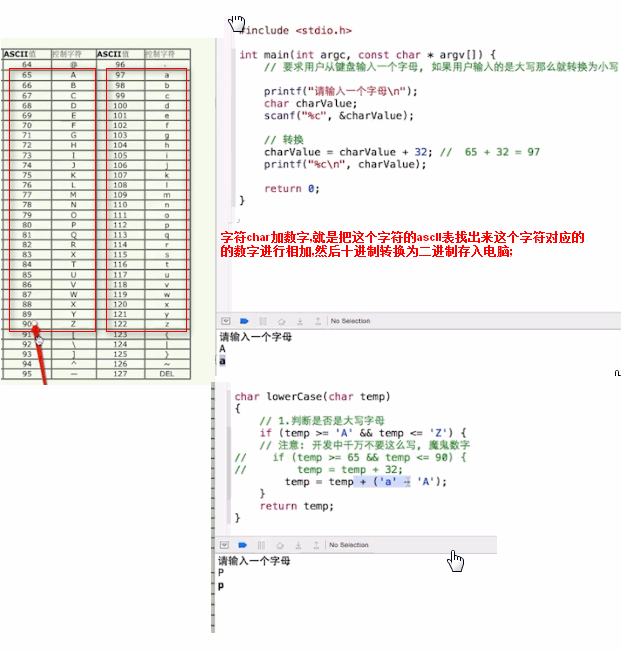 ASCII值 控制字符 ASCII值 控制字符
64 @ 96 、
65 A 97 a
66 B 98 b
67 C 99 c
68 D 100 d
69 E 101 e
70 F 102 f
71 G 103 g
72 H 104 h
73 I 105 i
74 J 106 j
75 K 107 k
76 L 108 l
77 M 109 m
78 N 110 n
79 O 111 o
80 P 112 p
81 Q 113 q
82 R 114 r
83 X 115 s
84 T 116 t
85 U 117 u
86 V 118 v
87 W 119 w
88 X 120 x
89 Y 121 y
90 Z 122 z
91 [ 123 {
92 \ 124 |
93 ] 125 }
94 ^ 126 ~
95 — 127 DEL
#include <stdio.h>
int main(int argc, const char * argv[]) {
// 要求用户从键盘输入一个字母, 如果用户输入的是大写那么就转换为小写
printf("请输入一个字母\n");
char charValue;
scanf("%c", &charValue);
// 转换
charValue = charValue + 32; // 65 + 32 = 97
printf("%c\n", charValue);
return 0;
}
字符char加数字,就是把这个字符的ascll表找出来这个字符对应的
的数字进行相加,然后十进制转换为二进制存入电脑;
No Selection
请输入一个字母
A
a
char lowerCase(char temp)
{
// 1.判断是否是大写字母
if (temp >= 'A' && temp <= 'Z') {
// 注意: 开发中千万不要这么写, 魔鬼数字
// if (temp >= 65 && temp <= 90) {
// temp = temp + 32;
temp = temp + ('a' - 'A');
}
return temp;
}
No Selection
请输入一个字母
P
p